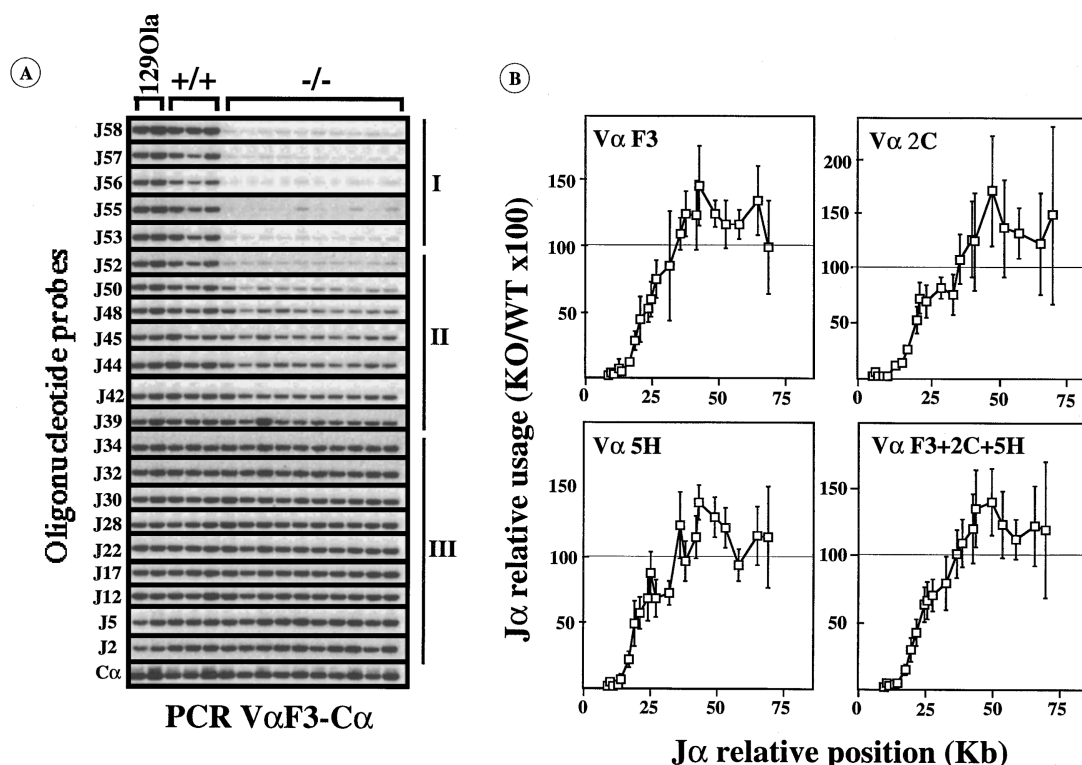 A
129Ola
+/+
-/-
Oligonucleotide probes
J58
J57
J56
J55
J53
J52
J50
J48
J45
J44
J42
J39
J34
J32
J30
J28
J22
J17
J12
J5
J2
Cα
I
II
III
PCR VαF3-Cα
B
Jα relative usage (KO/WT x100)
Vα F3
150
100
50
0 25 50 75
Vα 2C
200
150
100
50
0 25 50 75
Vα 5H
150
100
50
0 25 50 75
Vα F3+2C+5H
150
100
50
0 25 50 75
Jα relative position (Kb)